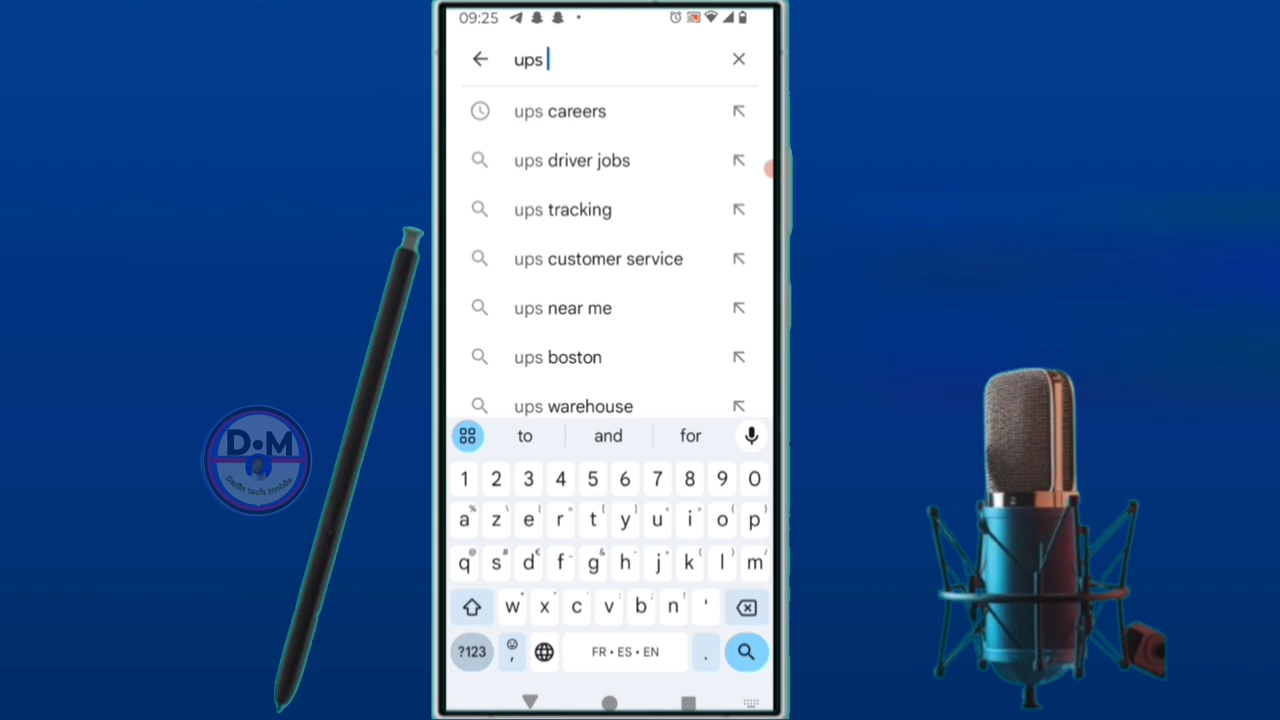 09:25
ups
ups careers
ups driver jobs
ups tracking
ups customer service
ups near me
ups boston
ups warehouse
to and for
1 2 3 4 5 6 7 8 9 0
a z e r t y u i o p
q s d f g h j k l m
w x c v b n '
?123 , FR • ES • EN .
D•M